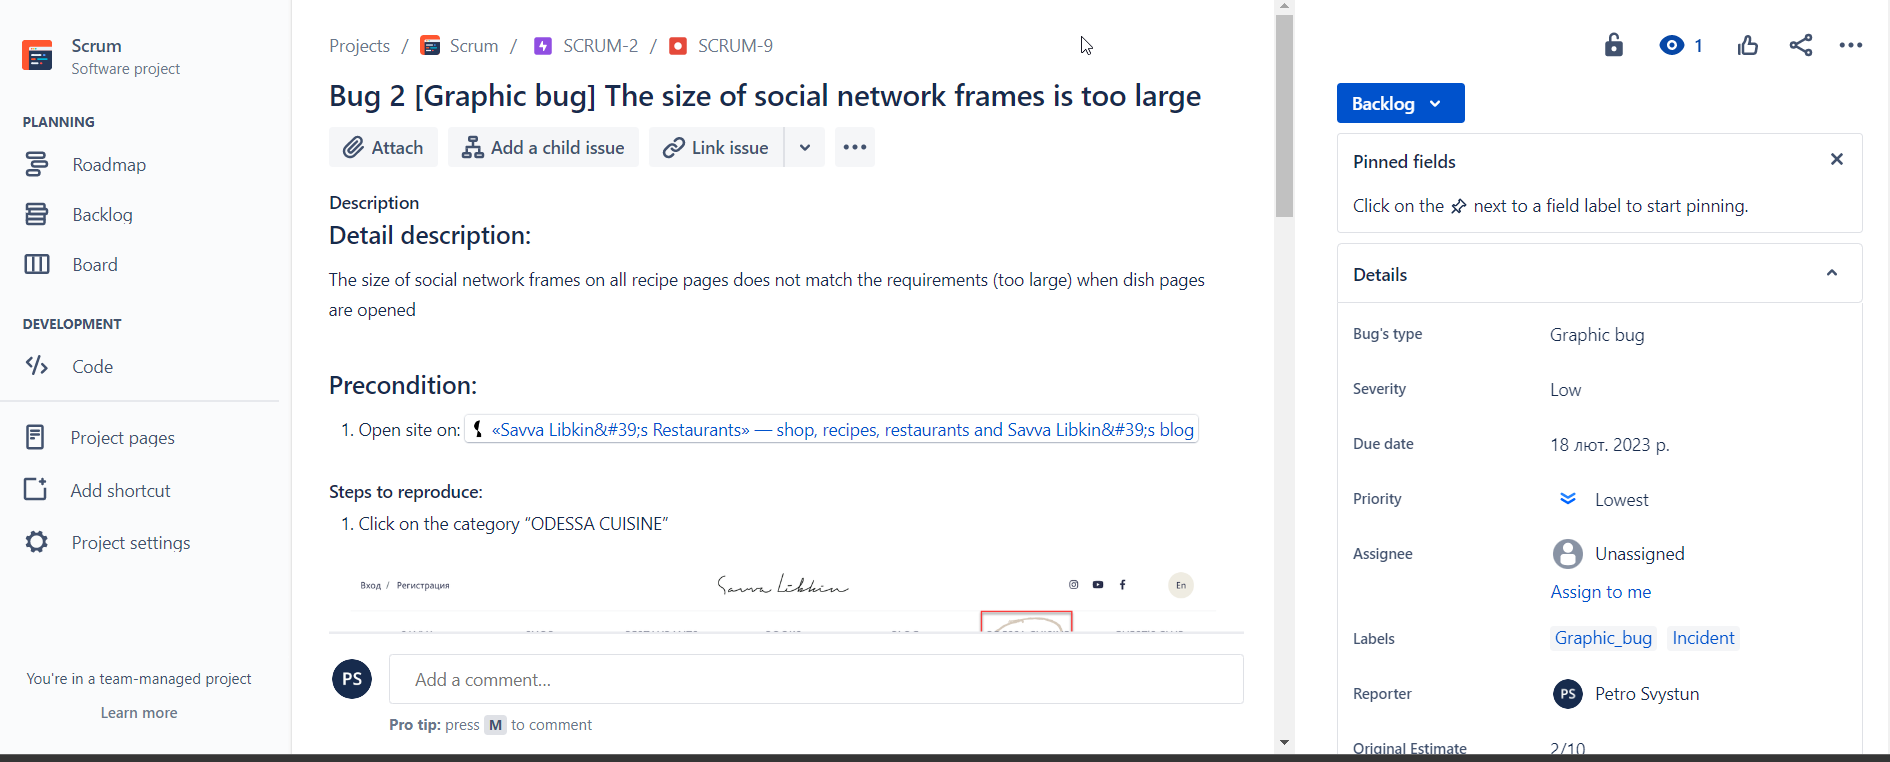 Scrum
Software project
PLANNING
Roadmap
Backlog
Board
DEVELOPMENT
Code
Project pages
Add shortcut
Project settings
You're in a team-managed project
Learn more
Projects / Scrum / SCRUM-2 / SCRUM-9
Bug 2 [Graphic bug] The size of social network frames is too large
Attach
Add a child issue
Link issue
Description
Detail description:
The size of social network frames on all recipe pages does not match the requirements (too large) when dish pages
are opened
Precondition:
1. Open site on: «Savva Libkin&#39;s Restaurants» — shop, recipes, restaurants and Savva Libkin&#39;s blog
Steps to reproduce:
1. Click on the category “ODESSA CUISINE”
Вход / Регистрация
Savva Libkin
En
PS
Add a comment...
Pro tip: press M to comment
1
Backlog
Pinned fields
Click on the next to a field label to start pinning.
Details
Bug's type
Graphic bug
Severity
Low
Due date
18 лют. 2023 р.
Priority
Lowest
Assignee
Unassigned
Assign to me
Labels
Graphic_bug Incident
Reporter
PS Petro Svystun
Original Estimate
2/10